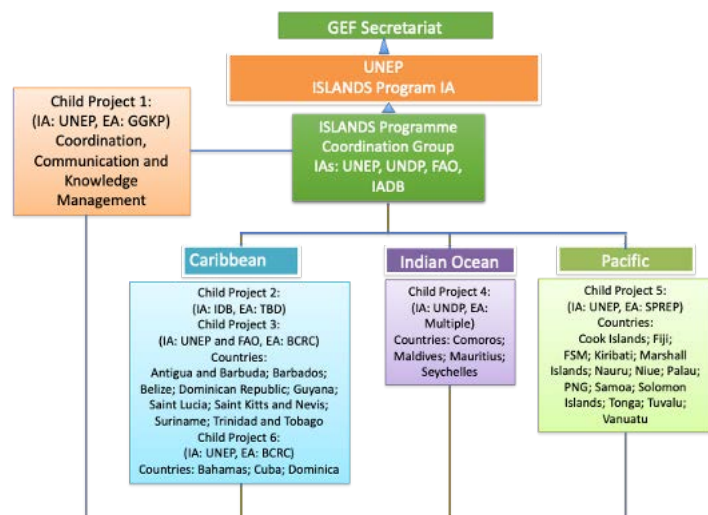 GEF Secretariat
UNEP
ISLANDS Program IA
Child Project 1:
(IA: UNEP, EA: GGKP)
Coordination,
Communication and
Knowledge
Management
ISLANDS Programme
Coordination Group
IAs: UNEP, UNDP, FAO,
IADB
Caribbean
Child Project 2:
(IA: IDB, EA: TBD)
Child Project 3:
(IA: UNEP and FAO, EA: BCRC)
Countries:
Antigua and Barbuda; Barbados;
Belize; Dominican Republic; Guyana;
Saint Lucia; Saint Kitts and Nevis;
Suriname; Trinidad and Tobago
Child Project 6:
(IA: UNEP, EA: BCRC)
Countries: Bahamas; Cuba; Dominica
Indian Ocean
Child Project 4:
(IA: UNDP, EA:
Multiple)
Countries: Comoros;
Maldives; Mauritius;
Seychelles
Pacific
Child Project 5:
(IA: UNEP, EA: SPREP)
Countries:
Cook Islands; Fiji;
FSM; Kiribati; Marshall
Islands; Nauru; Niue; Palau;
PNG; Samoa; Solomon
Islands; Tonga; Tuvalu;
Vanuatu